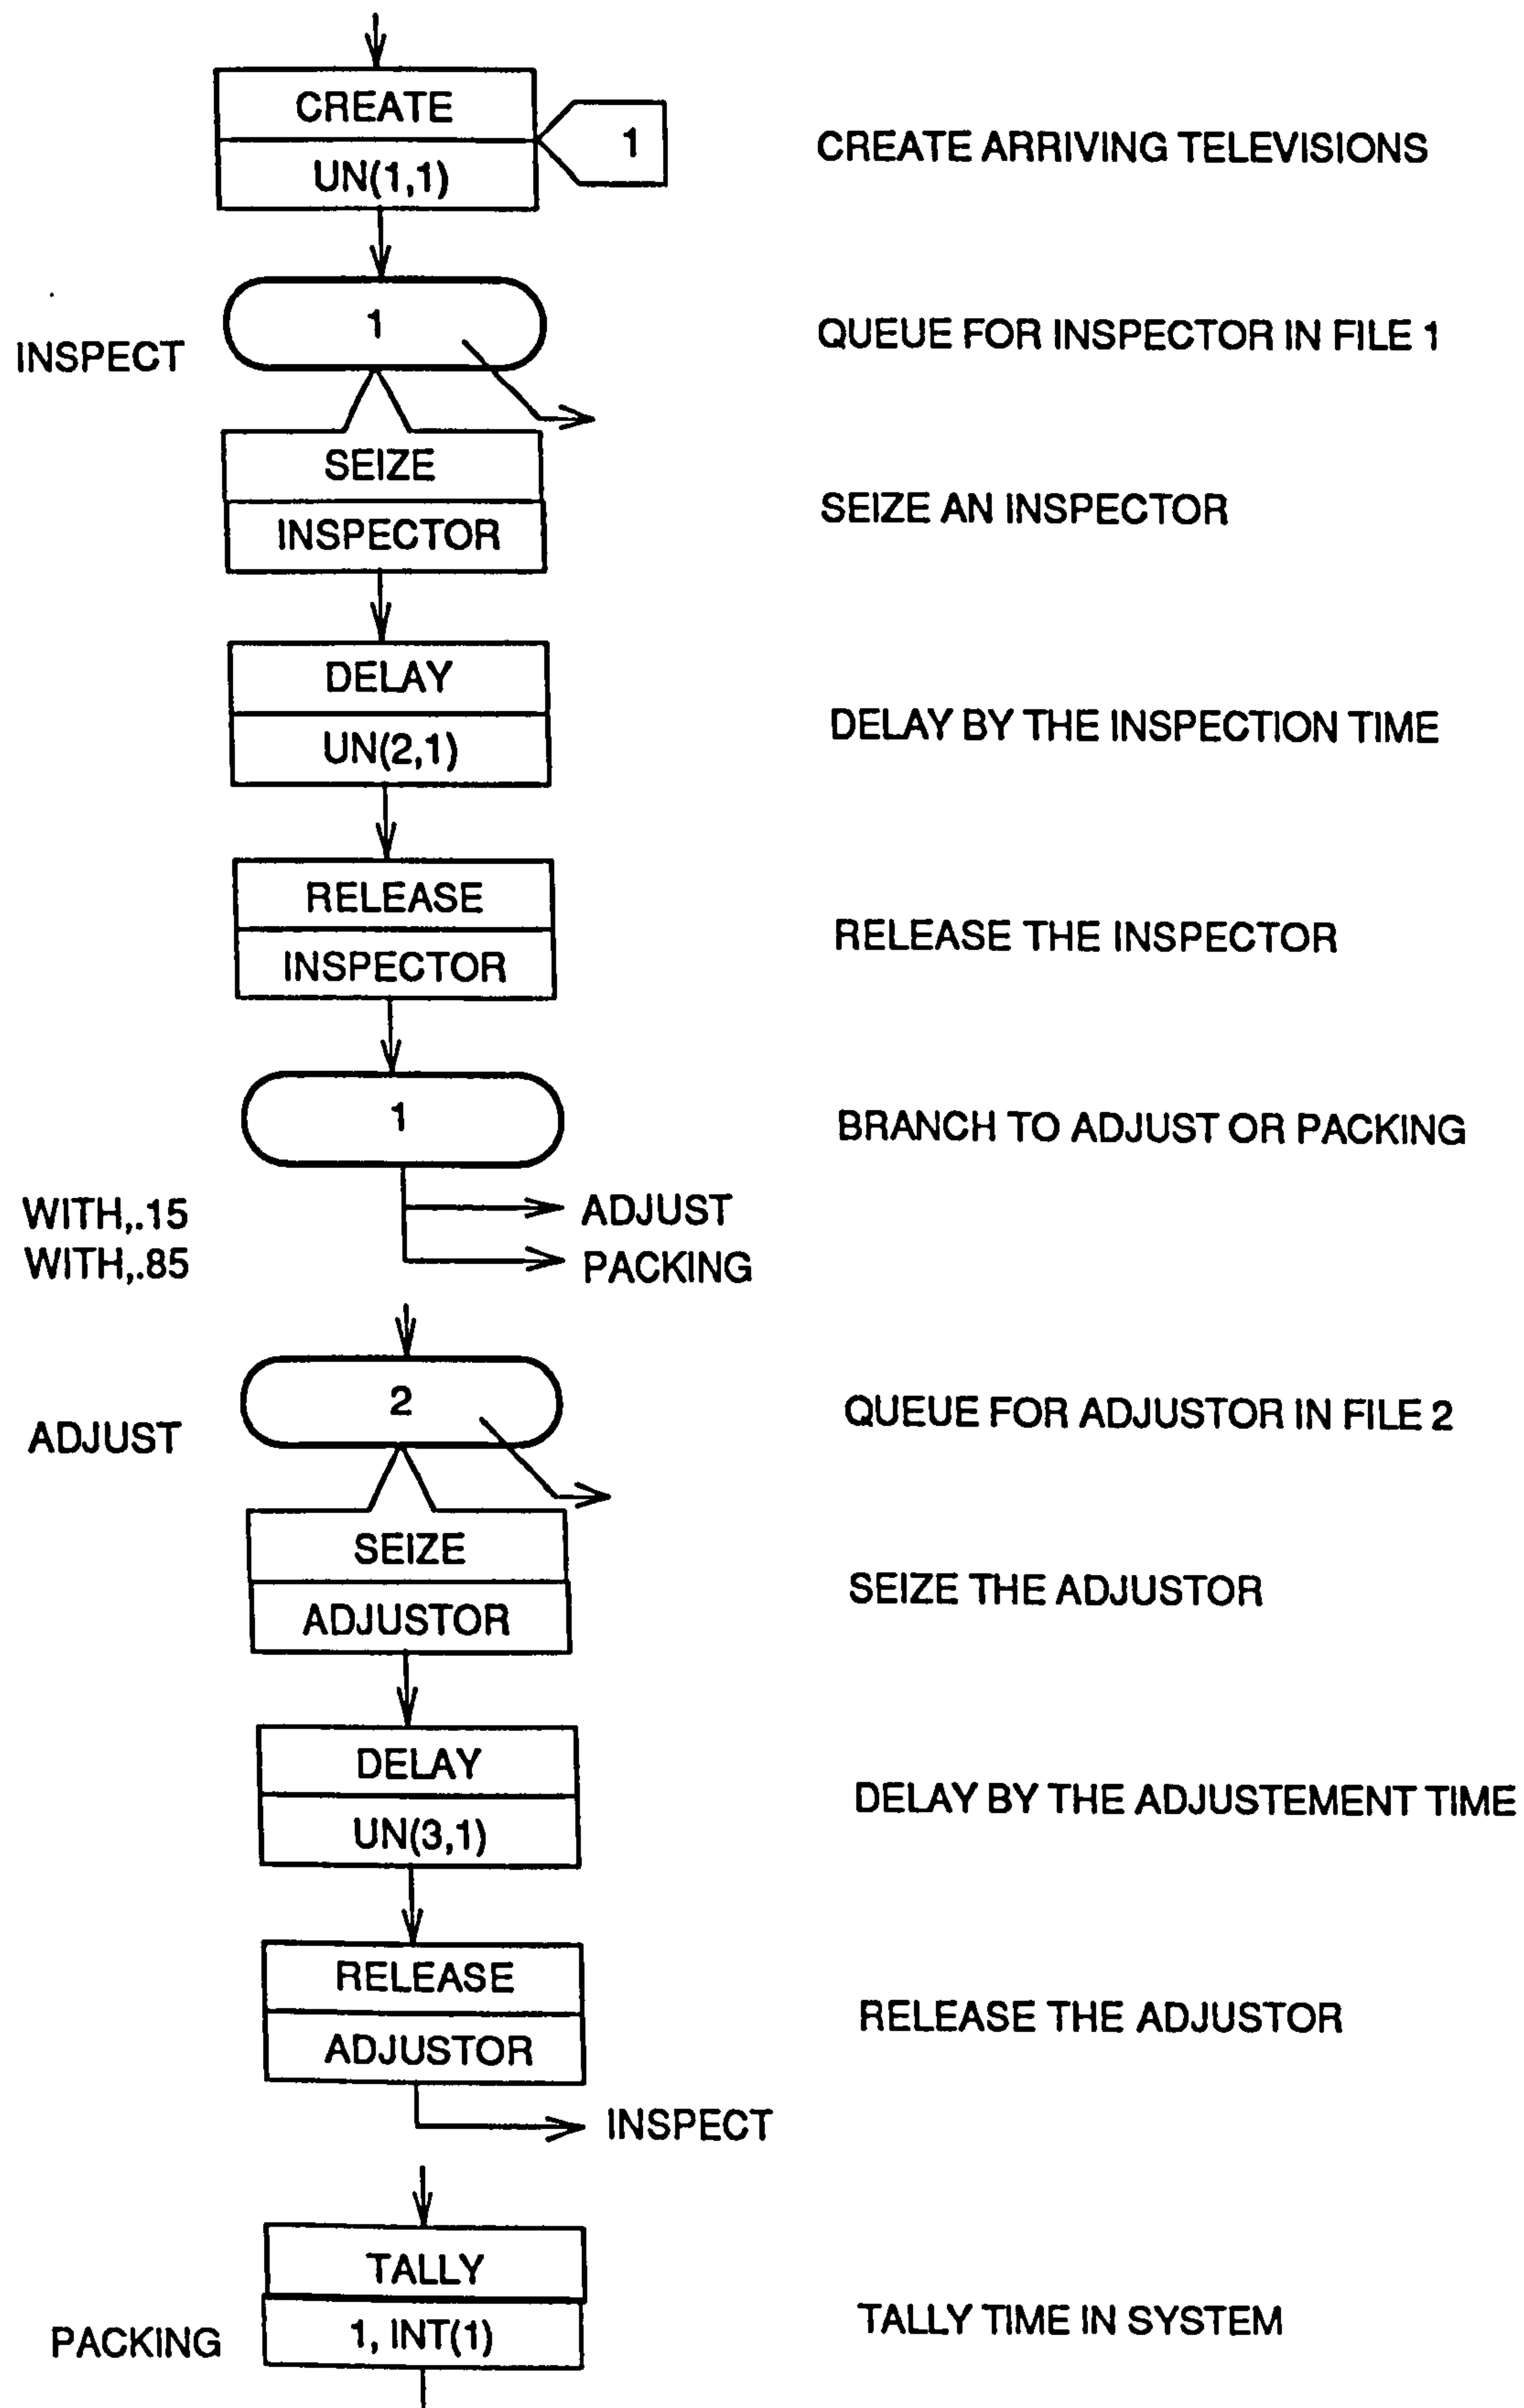 CREATE
UN(1,1)
1
CREATE ARRIVING TELEVISIONS
INSPECT
1
QUEUE FOR INSPECTOR IN FILE 1
SEIZE
INSPECTOR
SEIZE AN INSPECTOR
DELAY
UN(2,1)
DELAY BY THE INSPECTION TIME
RELEASE
INSPECTOR
RELEASE THE INSPECTOR
1
BRANCH TO ADJUST OR PACKING
WITH,.15
ADJUST
WITH,.85
PACKING
ADJUST
2
QUEUE FOR ADJUSTOR IN FILE 2
SEIZE
ADJUSTOR
SEIZE THE ADJUSTOR
DELAY
UN(3,1)
DELAY BY THE ADJUSTEMENT TIME
RELEASE
ADJUSTOR
RELEASE THE ADJUSTOR
INSPECT
PACKING
TALLY
1, INT(1)
TALLY TIME IN SYSTEM